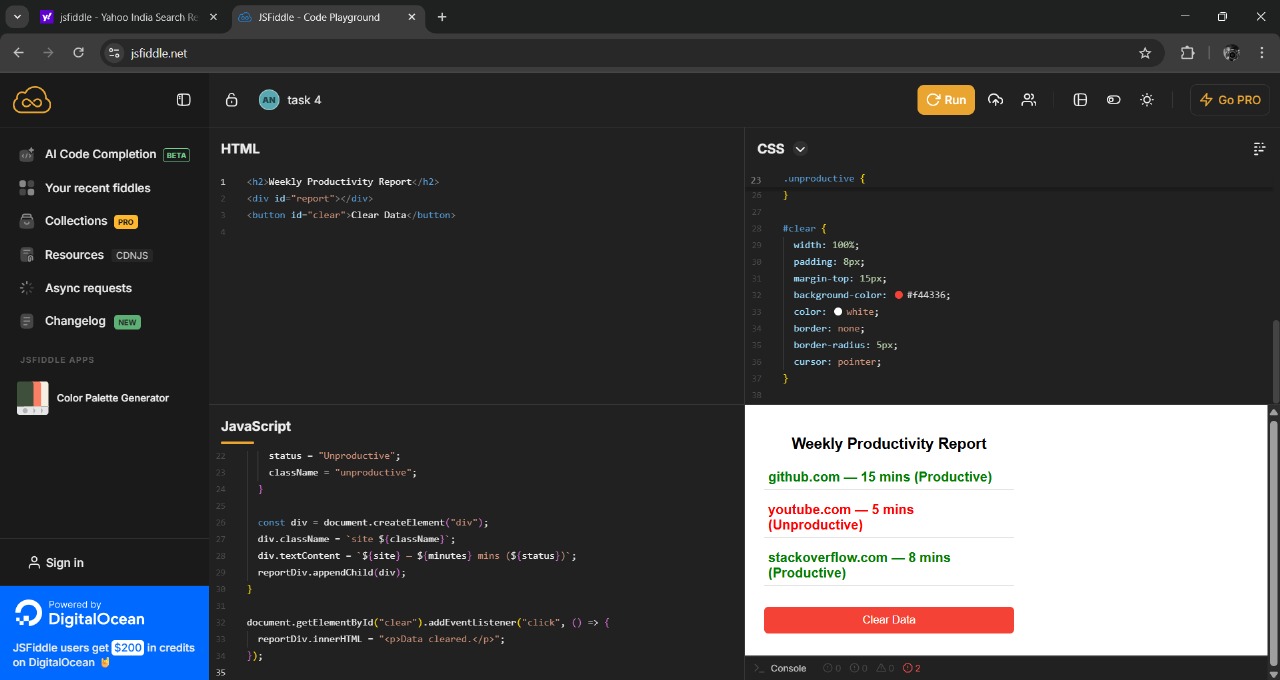 jsfiddle - Yahoo India Search Re
JSFiddle - Code Playground
jsfiddle.net
AN task 4
Run
Go PRO
AI Code Completion BETA
Your recent fiddles
Collections PRO
Resources CDNJS
Async requests
Changelog NEW
JSFIDDLE APPS
Color Palette Generator
Sign in
Powered by
DigitalOcean
JSFiddle users get $200 in credits
on DigitalOcean 🤘
HTML
1 <h2>Weekly Productivity Report</h2>
2 <div id="report"></div>
3 <button id="clear">Clear Data</button>
4
CSS
23 .unproductive {
26 }
27
28 #clear {
29 width: 100%;
30 padding: 8px;
31 margin-top: 15px;
32 background-color: #f44336;
33 color: white;
34 border: none;
35 border-radius: 5px;
36 cursor: pointer;
37 }
38
JavaScript
22 status = "Unproductive";
23 className = "unproductive";
24 }
25
26 const div = document.createElement("div");
27 div.className = `site ${className}`;
28 div.textContent = `${site} — ${minutes} mins (${status})`;
29 reportDiv.appendChild(div);
30 }
31
32 document.getElementById("clear").addEventListener("click", () => {
33 reportDiv.innerHTML = "<p>Data cleared.</p>";
34 });
35
Weekly Productivity Report
github.com — 15 mins (Productive)
youtube.com — 5 mins
(Unproductive)
stackoverflow.com — 8 mins
(Productive)
Clear Data
>_ Console 0 0 0 2